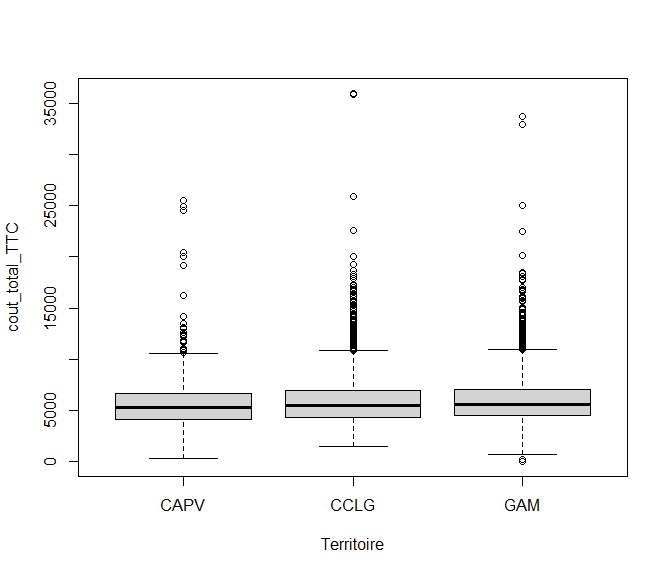 cout_total_TTC
35000
25000
15000
5000
0
CAPV CCLG GAM
Territoire